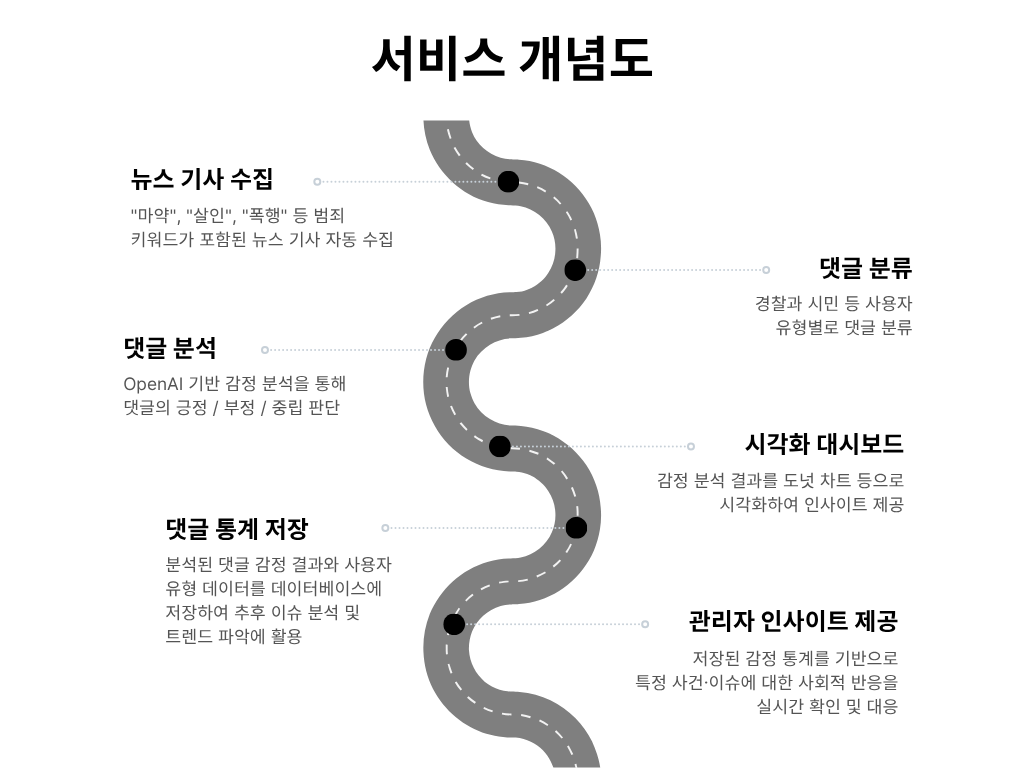 서비스 개념도
뉴스 기사 수집
"마약", "살인", "폭행" 등 범죄
키워드가 포함된 뉴스 기사 자동 수집
댓글 분류
경찰과 시민 등 사용자
유형별로 댓글 분류
댓글 분석
OpenAI 기반 감정 분석을 통해
댓글의 긍정 / 부정 / 중립 판단
시각화 대시보드
감정 분석 결과를 도넛 차트 등으로
시각화하여 인사이트 제공
댓글 통계 저장
분석된 댓글 감정 결과와 사용자
유형 데이터를 데이터베이스에
저장하여 추후 이슈 분석 및
트렌드 파악에 활용
관리자 인사이트 제공
저장된 감정 통계를 기반으로
특정 사건·이슈에 대한 사회적 반응을
실시간 확인 및 대응